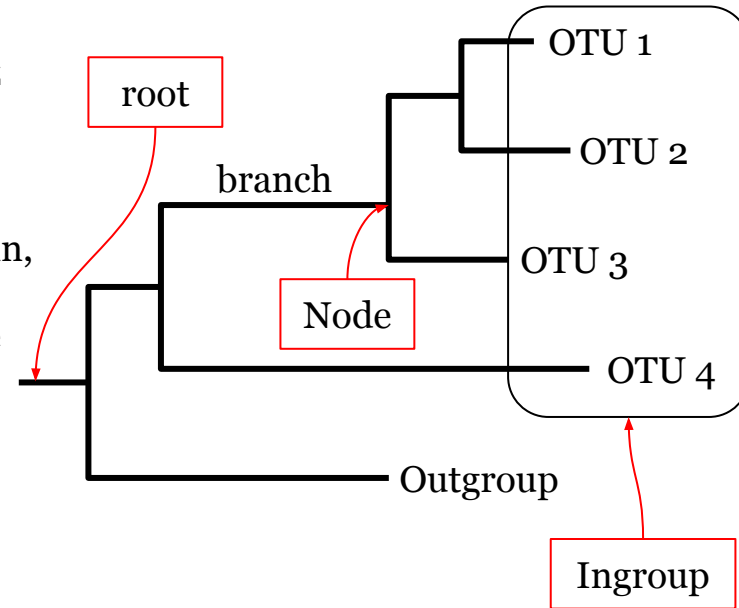 OTU 1
root
OTU 2
branch
OTU 3
Node
OTU 4
Outgroup
Ingroup